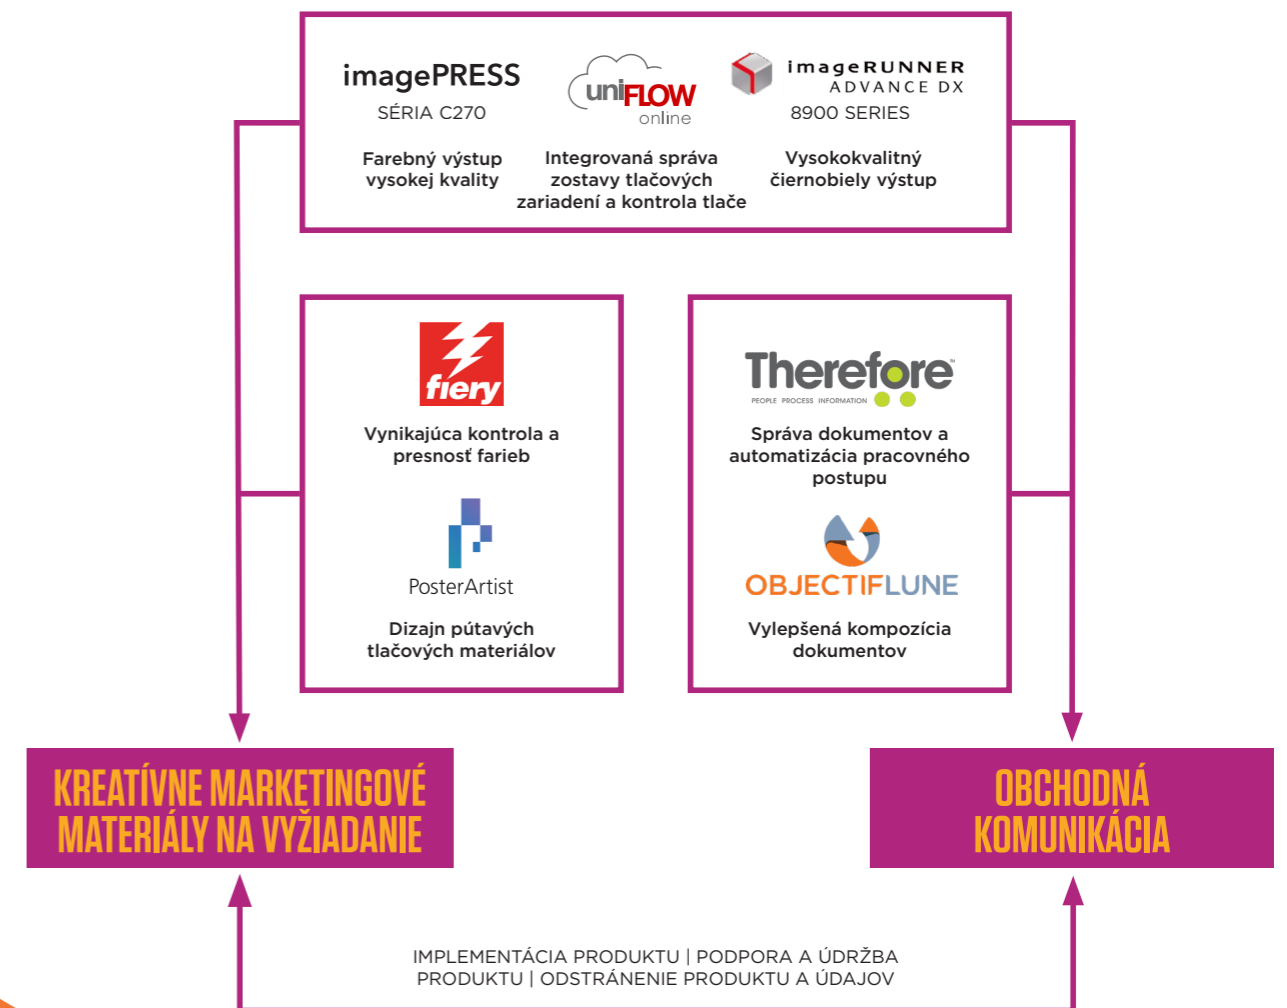 imagePRESS
SÉRIA C270
Farebný výstup
vysokej kvality
uniFLOW
online
Integrovaná správa
zostavy tlačových
zariadení a kontrola tlače
imageRUNNER
ADVANCE DX
8900 SERIES
Vysokokvalitný
čiernobiely výstup
fiery
Vynikajúca kontrola a
presnosť farieb
PosterArtist
Dizajn pútavých
tlačových materiálov
Therefore™
PEOPLE PROCESS INFORMATION
Správa dokumentov a
automatizácia pracovného
postupu
OBJECTIFLUNE
Vylepšená kompozícia
dokumentov
KREATÍVNE MARKETINGOVÉ
MATERIÁLY NA VYŽIADANIE
OBCHODNÁ
KOMUNIKÁCIA
IMPLEMENTÁCIA PRODUKTU | PODPORA A ÚDRŽBA
PRODUKTU | ODSTRÁNENIE PRODUKTU A ÚDAJOV